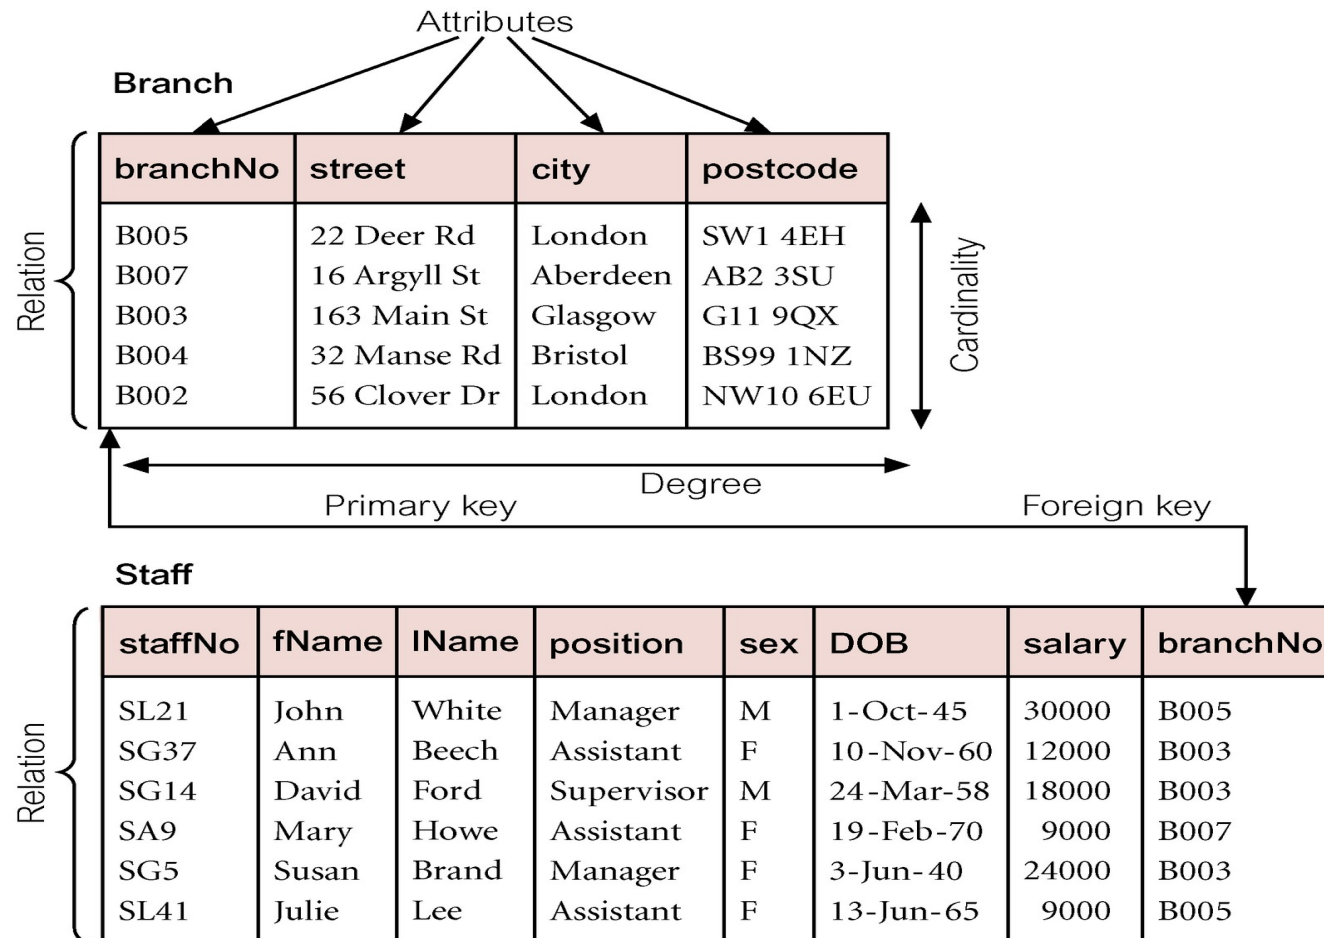 Attributes
Branch
branchNo street city postcode
B005 22 Deer Rd London SW1 4EH
B007 16 Argyll St Aberdeen AB2 3SU
B003 163 Main St Glasgow G11 9QX
B004 32 Manse Rd Bristol BS99 1NZ
B002 56 Clover Dr London NW10 6EU
Relation
Cardinality
Degree
Primary key Foreign key
Staff
staffNo fName lName position sex DOB salary branchNo
SL21 John White Manager M 1-Oct-45 30000 B005
SG37 Ann Beech Assistant F 10-Nov-60 12000 B003
SG14 David Ford Supervisor M 24-Mar-58 18000 B003
SA9 Mary Howe Assistant F 19-Feb-70 9000 B007
SG5 Susan Brand Manager F 3-Jun-40 24000 B003
SL41 Julie Lee Assistant F 13-Jun-65 9000 B005
Relation